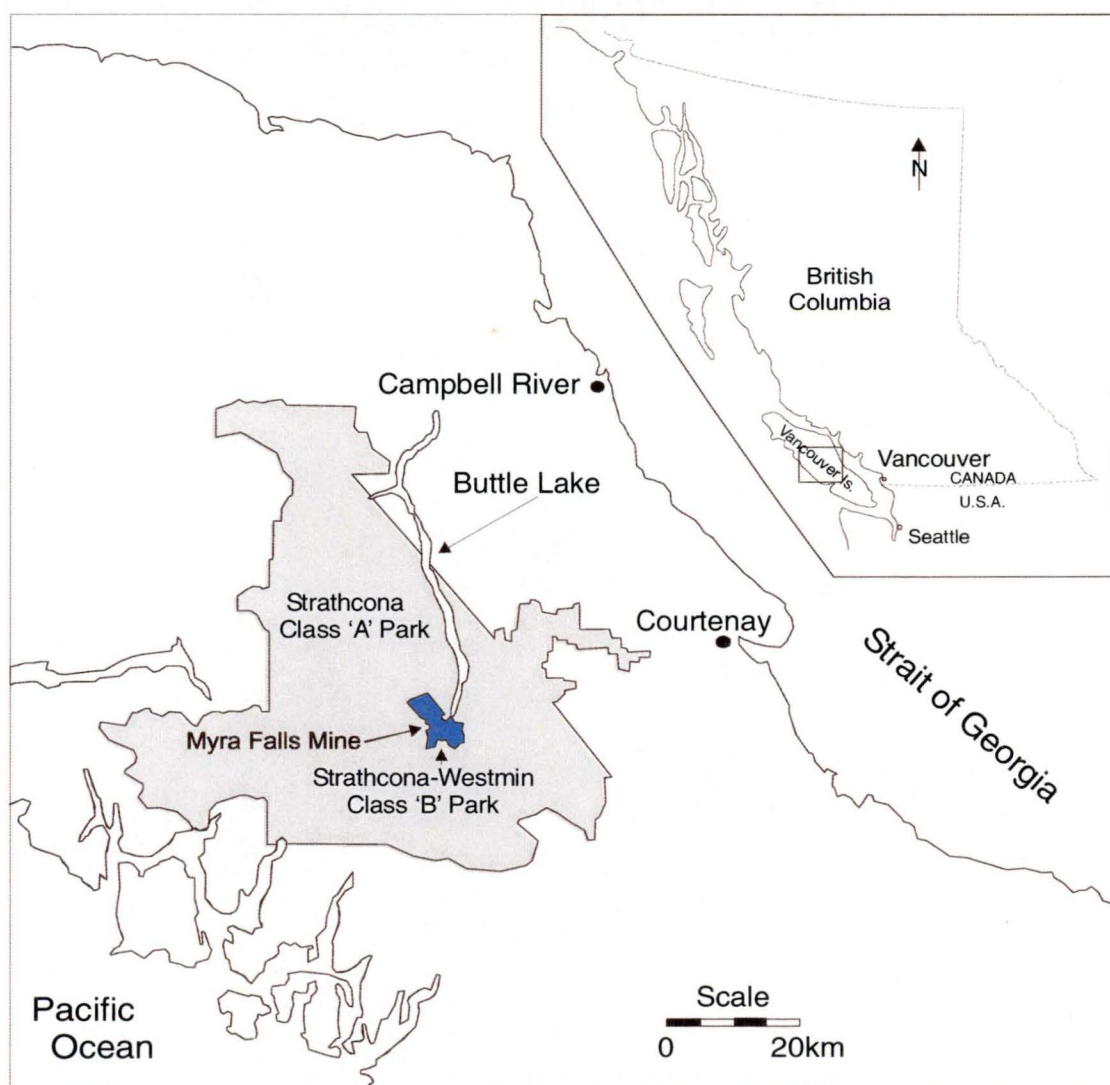 N
British
Columbia
Vancouver Is.
Vancouver
CANADA
U.S.A.
Seattle
Campbell River
Buttle Lake
Strathcona
Class 'A' Park
Courtenay
Strait of Georgia
Myra Falls Mine
Strathcona-Westmin
Class 'B' Park
Pacific
Ocean
Scale
0 20km